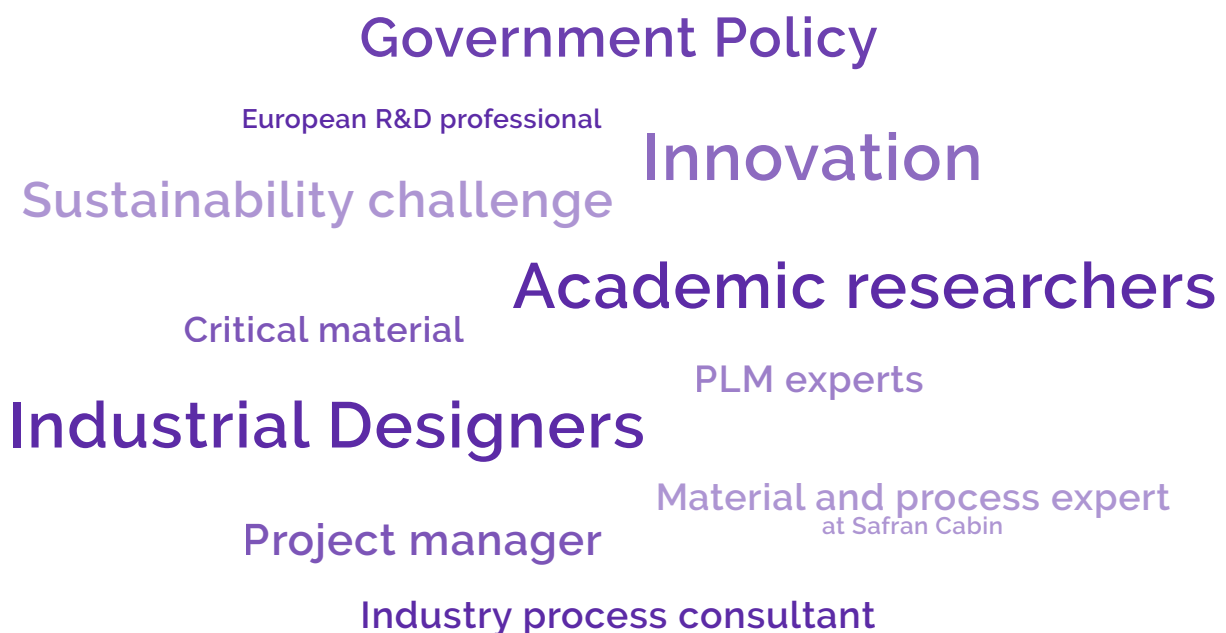 Government Policy
European R&D professional
Innovation
Sustainability challenge
Academic researchers
Critical material
PLM experts
Industrial Designers
Material and process expert
at Safran Cabin
Project manager
Industry process consultant